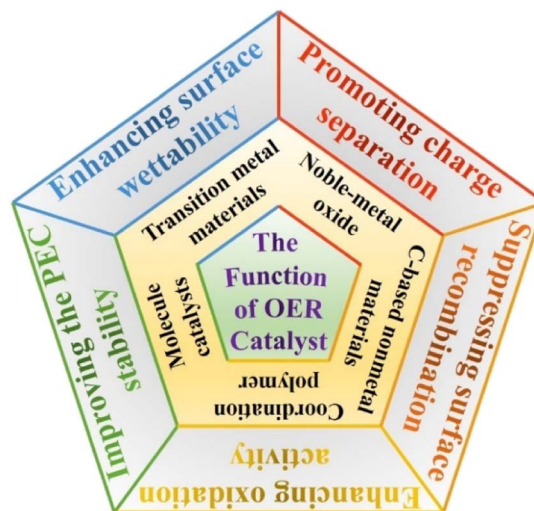 Enhancing surface
wettability
Promoting charge
separation
Suppressing surface
recombination
Enhancing oxidation
activity
Improving the PEC
stability
Transition metal
materials
Noble-metal
oxide
C-based nonmetal
materials
Coordination
polymer
Molecule
catalysts
The
Function
of OER
Catalyst